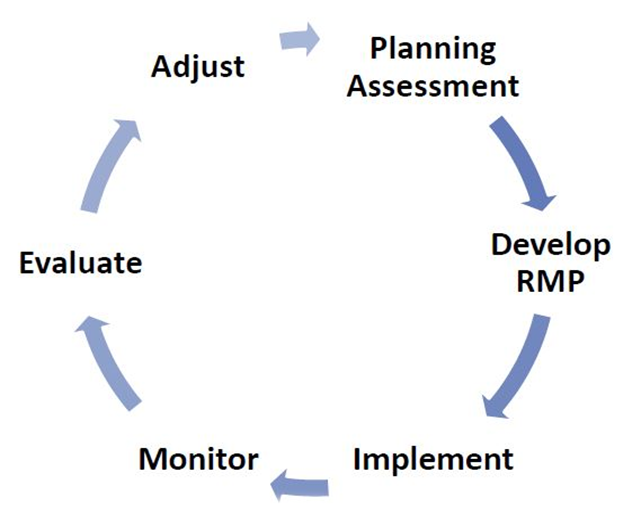 Planning
Assessment
Develop
RMP
Implement
Monitor
Evaluate
Adjust